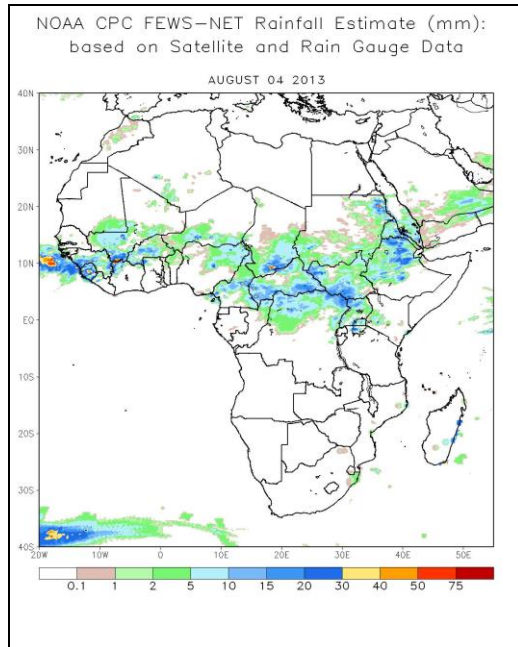 NOAA CPC FEWS-NET Rainfall Estimate (mm):
based on Satellite and Rain Gauge Data
AUGUST 04 2013
40N
30N
20N
10N
EQ
10S
20S
30S
40S
20W 10W 0 10E 20E 30E 40E 50E
0.1 1 2 5 10 15 20 30 40 50 75